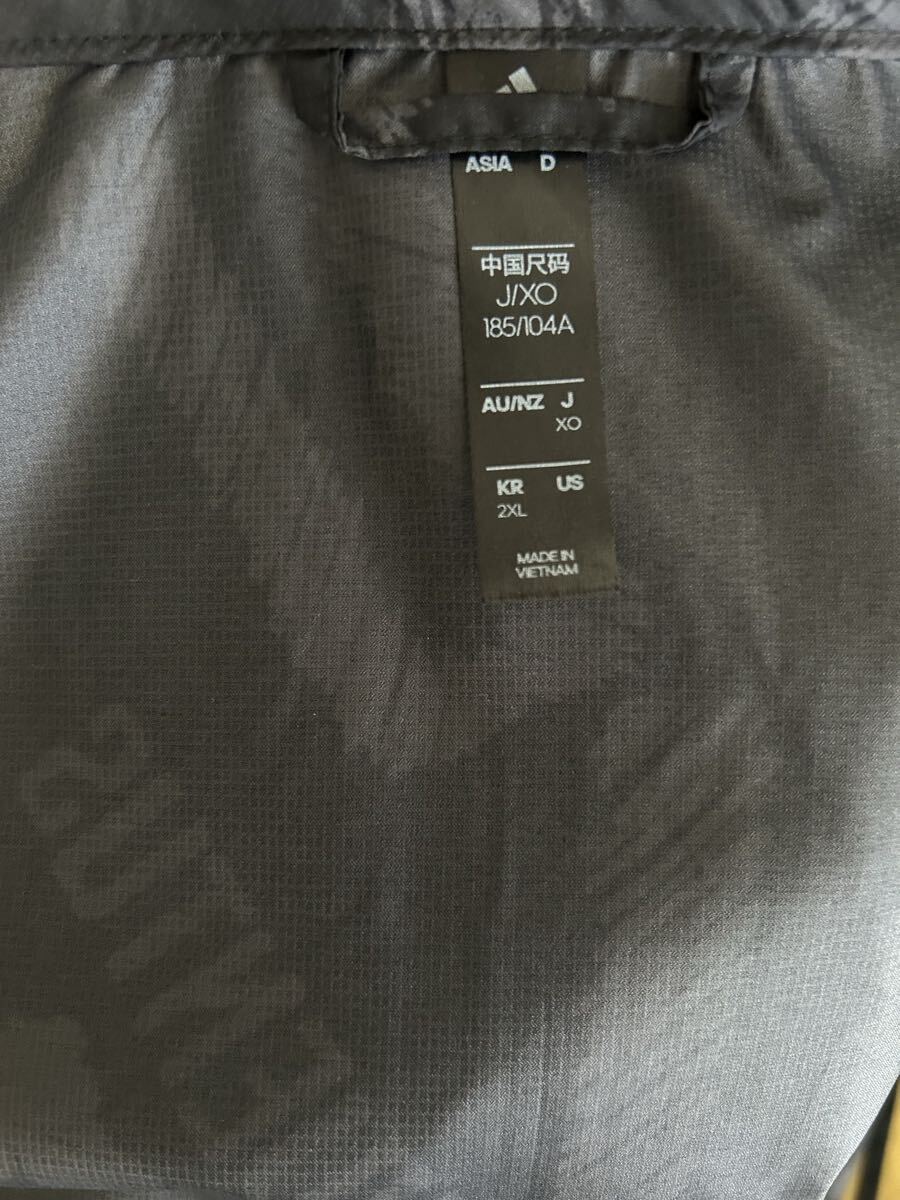 ASIA D
中国尺码
J/XO
185/104A
AU/NZ J
XO
KR US
2XL
MADE IN
VIETNAM